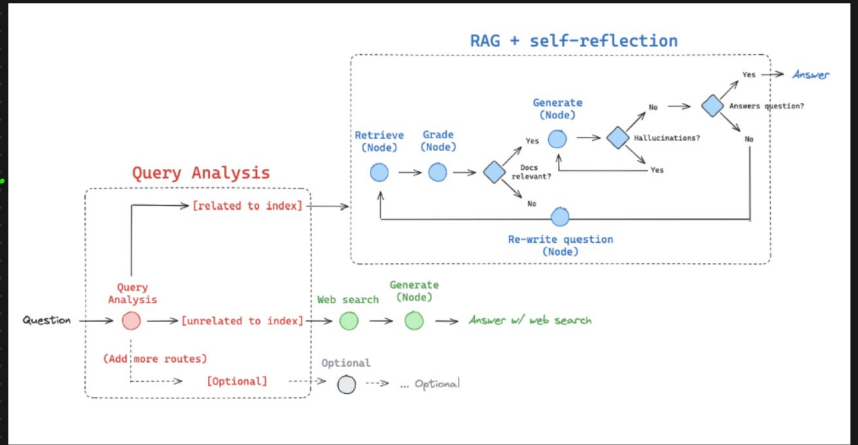 RAG + self-reflection
Yes
Answer
Generate
(Node)
No
Answers question?
Retrieve
(Node)
Grade
(Node)
Yes
Hallucinations?
No
Docs
relevant?
Yes
Query Analysis
No
[related to index]
Re-write question
(Node)
Query
Analysis
Web search
Generate
(Node)
Question
[unrelated to index]
Answer w/ web search
(Add more routes)
Optional
[Optional]
... Optional